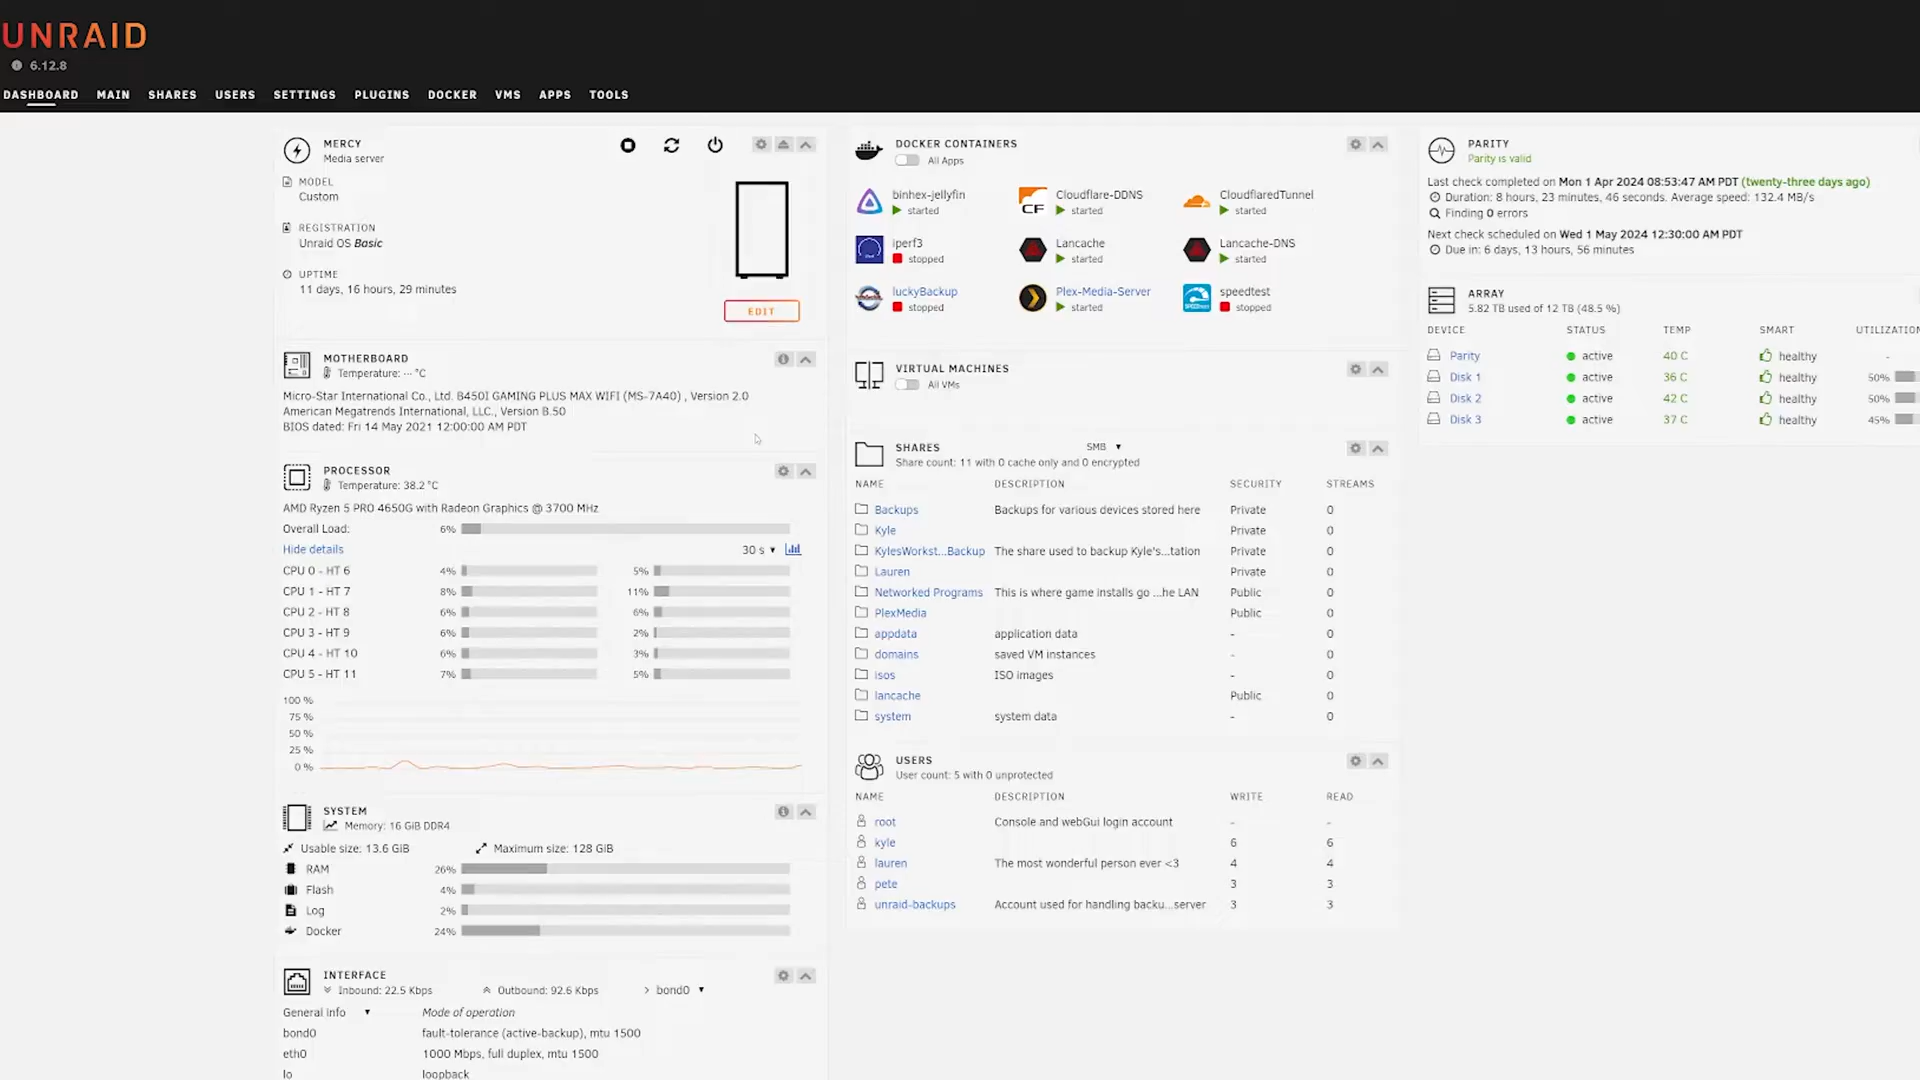 UNRAID
6.12.8
DASHBOARD MAIN SHARES USERS SETTINGS PLUGINS DOCKER VMS APPS TOOLS
MERCY
Media server
MODEL
Custom
REGISTRATION
Unraid OS Basic
UPTIME
11 days, 16 hours, 29 minutes
EDIT
MOTHERBOARD
Temperature: --- °C
Micro-Star International Co., Ltd. B450I GAMING PLUS MAX WIFI (MS-7A40) , Version 2.0
American Megatrends International, LLC., Version B.50
BIOS dated: Fri 14 May 2021 12:00:00 AM PDT
PROCESSOR
Temperature: 38.2 °C
AMD Ryzen 5 PRO 4650G with Radeon Graphics @ 3700 MHz
Overall Load: 6%
Hide details 30 s
CPU 0 - HT 6 4% 5%
CPU 1 - HT 7 8% 11%
CPU 2 - HT 8 6% 6%
CPU 3 - HT 9 6% 2%
CPU 4 - HT 10 6% 3%
CPU 5 - HT 11 7% 5%
100 %
75 %
50 %
25 %
0 %
SYSTEM
Memory: 16 GiB DDR4
Usable size: 13.6 GiB Maximum size: 128 GiB
RAM 26%
Flash 4%
Log 2%
Docker 24%
INTERFACE
Inbound: 22.5 Kbps Outbound: 92.6 Kbps > bond0
General Info Mode of operation
bond0 fault-tolerance (active-backup), mtu 1500
eth0 1000 Mbps, full duplex, mtu 1500
lo loopback
DOCKER CONTAINERS
All Apps
binhex-jellyfin Cloudflare-DDNS CloudflaredTunnel
started started started
CF
iperf3 Lancache Lancache-DNS
stopped started started
luckyBackup Plex-Media-Server speedtest
stopped started stopped
VIRTUAL MACHINES
All VMs
SHARES SMB
Share count: 11 with 0 cache only and 0 encrypted
NAME DESCRIPTION SECURITY STREAMS
Backups Backups for various devices stored here Private 0
Kyle Private 0
KylesWorkst...Backup The share used to backup Kyle's...tation Private 0
Lauren Private 0
Networked Programs This is where game installs go ...he LAN Public 0
PlexMedia Public 0
appdata application data - 0
domains saved VM instances - 0
isos ISO images - 0
lancache Public 0
system system data - 0
USERS
User count: 5 with 0 unprotected
NAME DESCRIPTION WRITE READ
root Console and webGui login account - -
kyle 6 6
lauren The most wonderful person ever <3 4 4
pete 3 3
unraid-backups Account used for handling backu...server 3 3
PARITY
Parity is valid
Last check completed on Mon 1 Apr 2024 08:53:47 AM PDT (twenty-three days ago)
Duration: 8 hours, 23 minutes, 46 seconds. Average speed: 132.4 MB/s
Finding 0 errors
Next check scheduled on Wed 1 May 2024 12:30:00 AM PDT
Due in: 6 days, 13 hours, 56 minutes
ARRAY
5.82 TB used of 12 TB (48.5 %)
DEVICE STATUS TEMP SMART UTILIZATION
Parity active 40 C healthy -
Disk 1 active 36 C healthy 50%
Disk 2 active 42 C healthy 50%
Disk 3 active 37 C healthy 45%